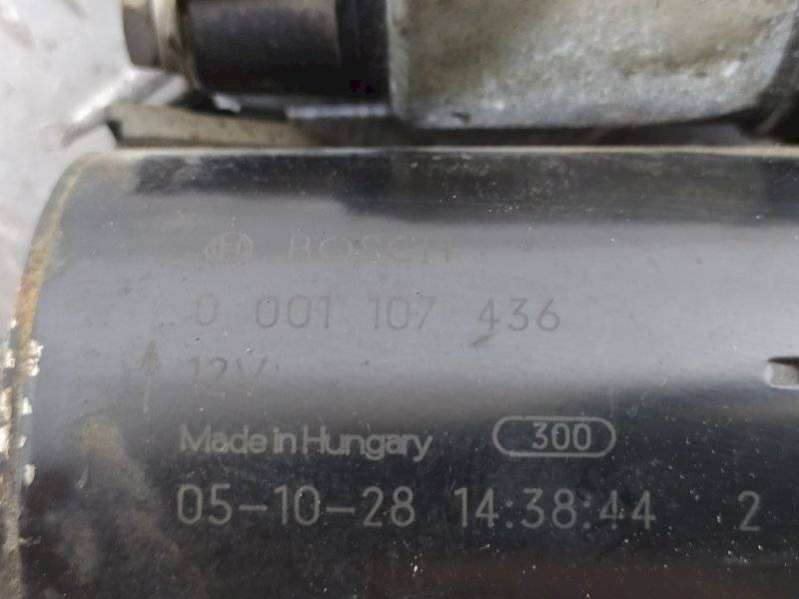 BOSCH
0 001 107 436
12V
Made in Hungary 300
05-10-28 14:38:44 2